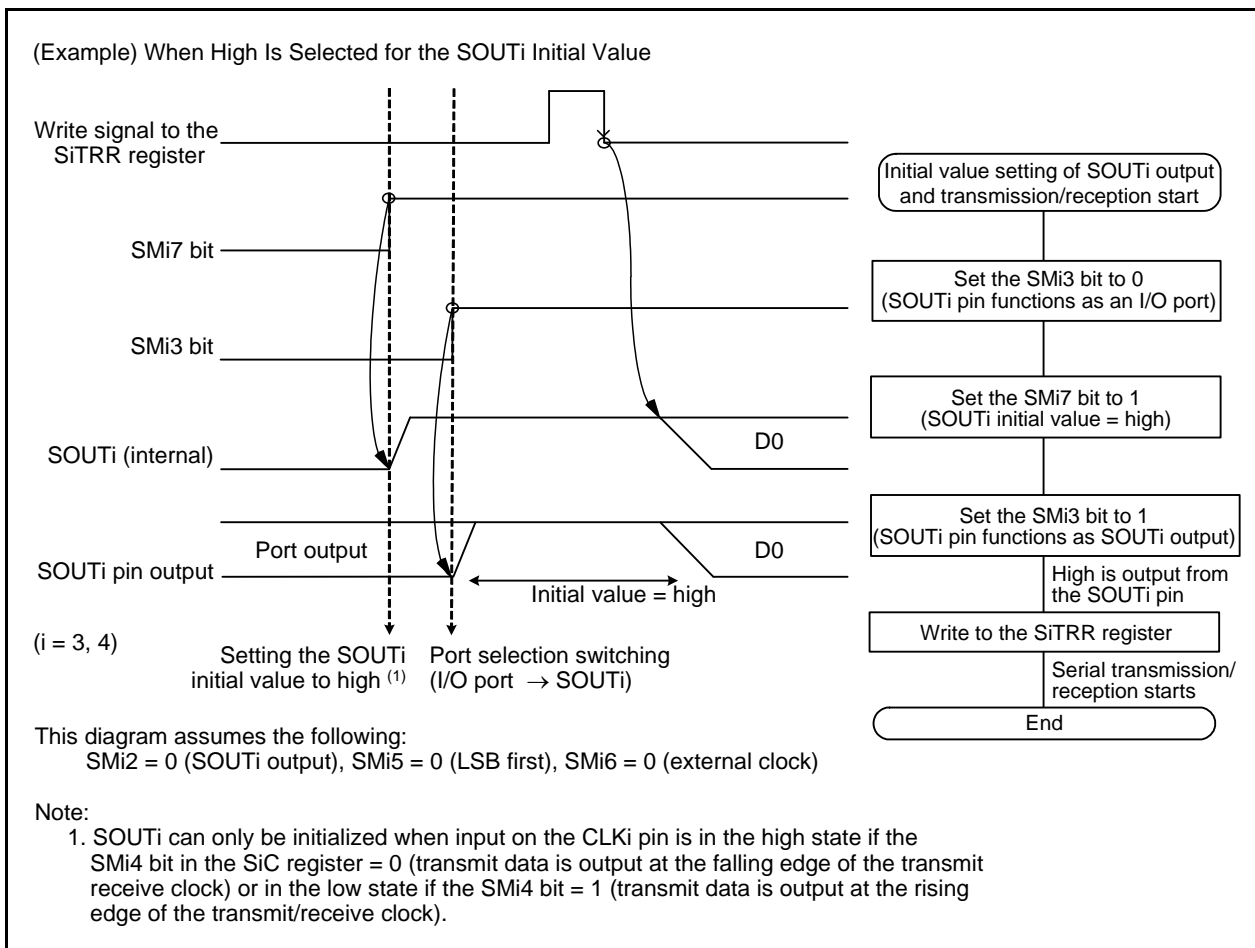 (Example) When High Is Selected for the SOUTi Initial Value
Write signal to the
SiTRR register
SMi7 bit
SMi3 bit
SOUTi (internal)
D0
SOUTi pin output
Port output
D0
Initial value = high
(i = 3, 4)
Setting the SOUTi
initial value to high (1)
Port selection switching
(I/O port → SOUTi)
Initial value setting of SOUTi output
and transmission/reception start
Set the SMi3 bit to 0
(SOUTi pin functions as an I/O port)
Set the SMi7 bit to 1
(SOUTi initial value = high)
Set the SMi3 bit to 1
(SOUTi pin functions as SOUTi output)
High is output from
the SOUTi pin
Write to the SiTRR register
Serial transmission/
reception starts
End
This diagram assumes the following:
SMi2 = 0 (SOUTi output), SMi5 = 0 (LSB first), SMi6 = 0 (external clock)
Note:
1. SOUTi can only be initialized when input on the CLKi pin is in the high state if the
SMi4 bit in the SiC register = 0 (transmit data is output at the falling edge of the transmit
receive clock) or in the low state if the SMi4 bit = 1 (transmit data is output at the rising
edge of the transmit/receive clock).